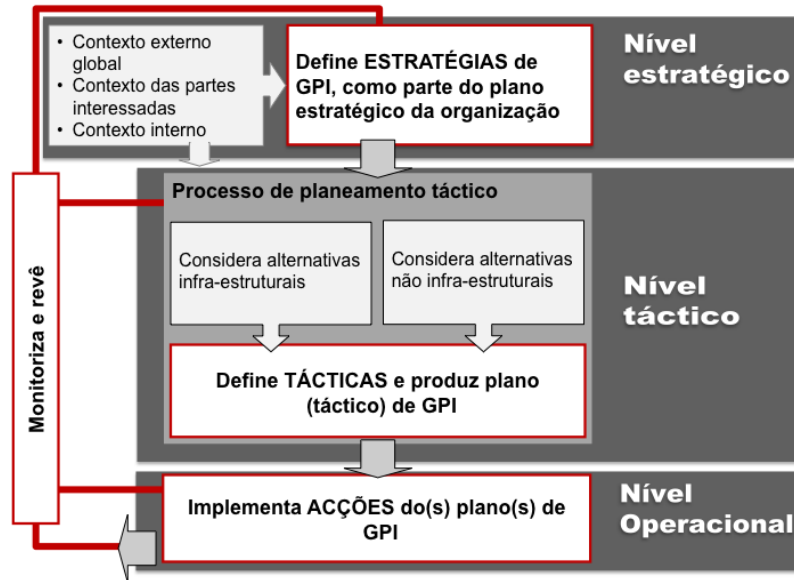 • Contexto externo
global
• Contexto das partes
interessadas
• Contexto interno
Define ESTRATÉGIAS de
GPI, como parte do plano
estratégico da organização
Nível
estratégico
Processo de planeamento táctico
Considera alternativas
infra-estruturais
Considera alternativas
não infra-estruturais
Define TÁCTICAS e produz plano
(táctico) de GPI
Nível
táctico
Monitoriza e revê
Implementa ACÇÕES do(s) plano(s) de
GPI
Nível
Operacional